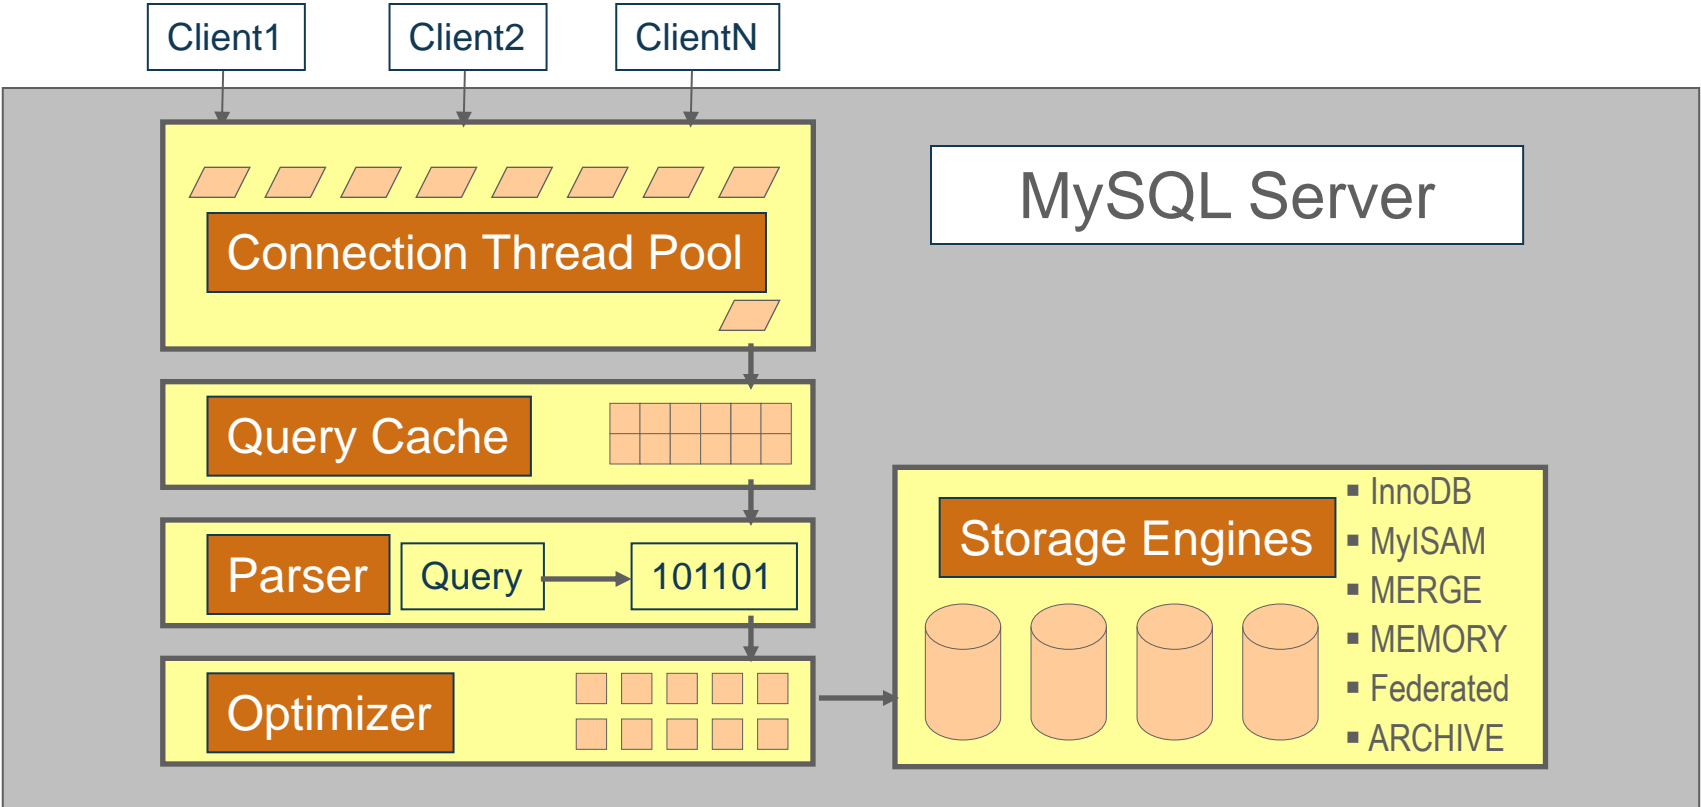 Client1
Client2
ClientN
MySQL Server
Connection Thread Pool
Query Cache
Parser
Query
101101
Optimizer
Storage Engines
▪ InnoDB
▪ MyISAM
▪ MERGE
▪ MEMORY
▪ Federated
▪ ARCHIVE